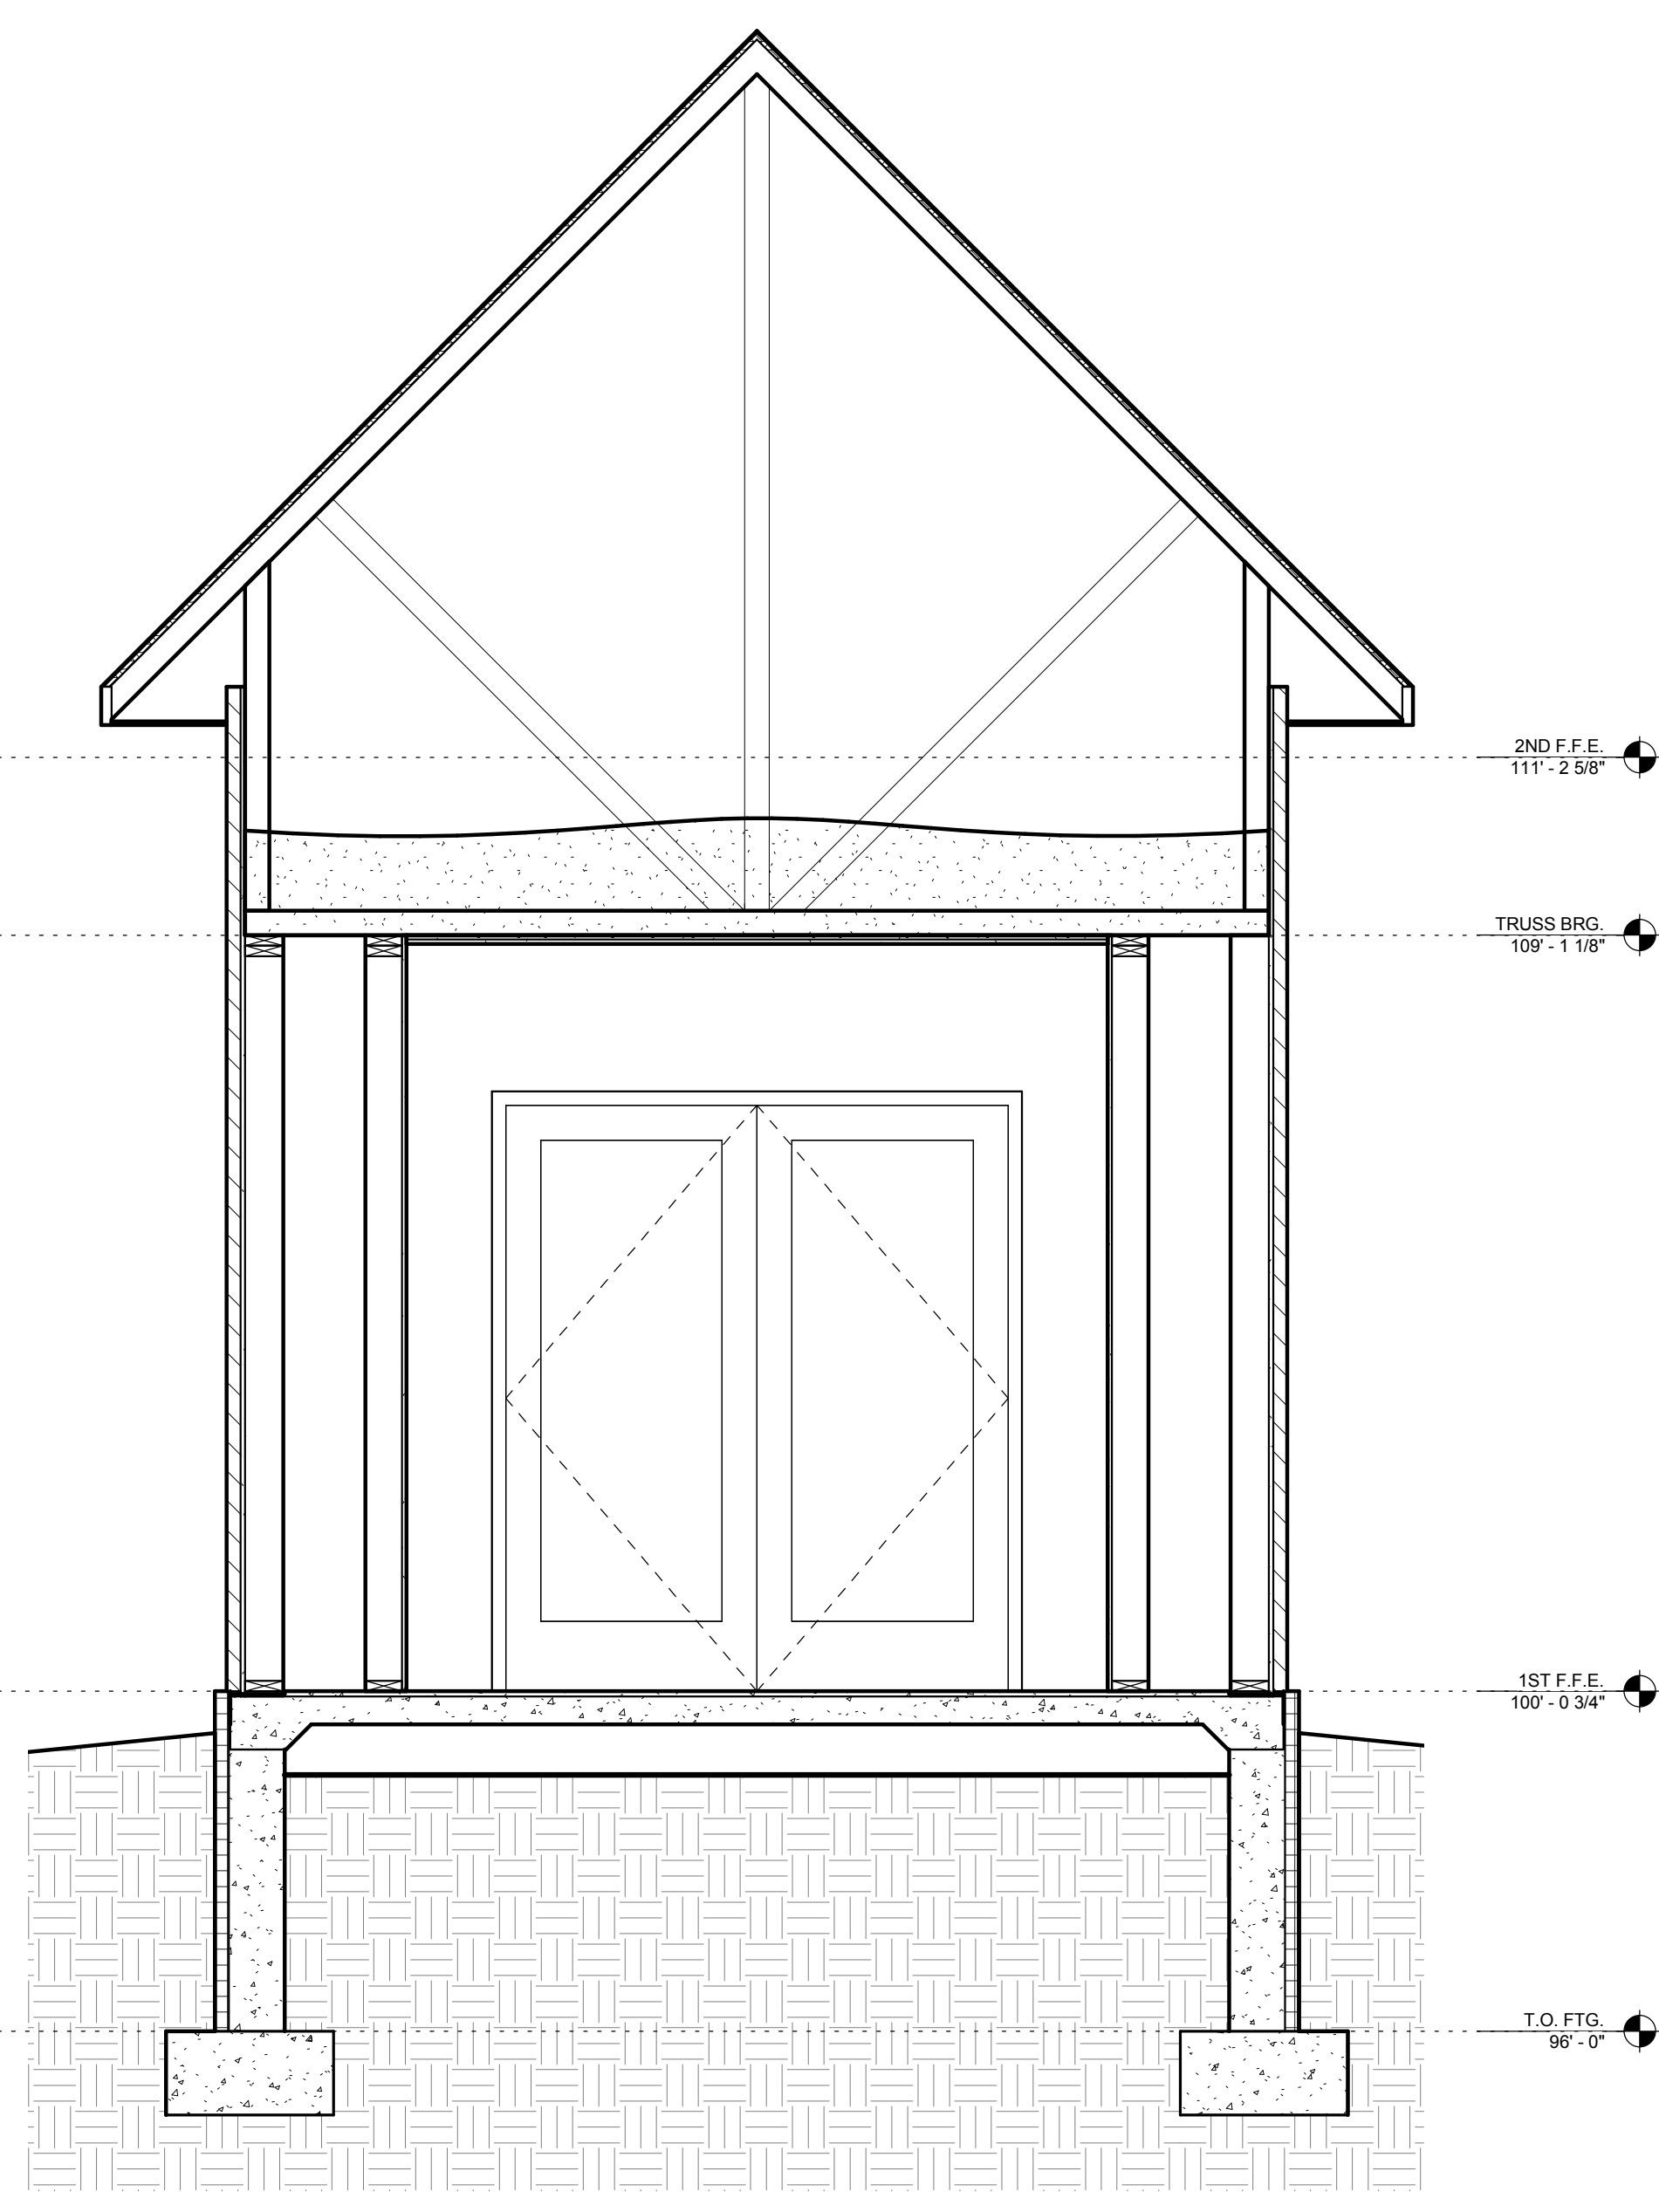 2ND F.F.E.
111' - 2 5/8"
TRUSS BRG.
109' - 1 1/8"
1ST F.F.E.
100' - 0 3/4"
T.O. FTG.
96' - 0"